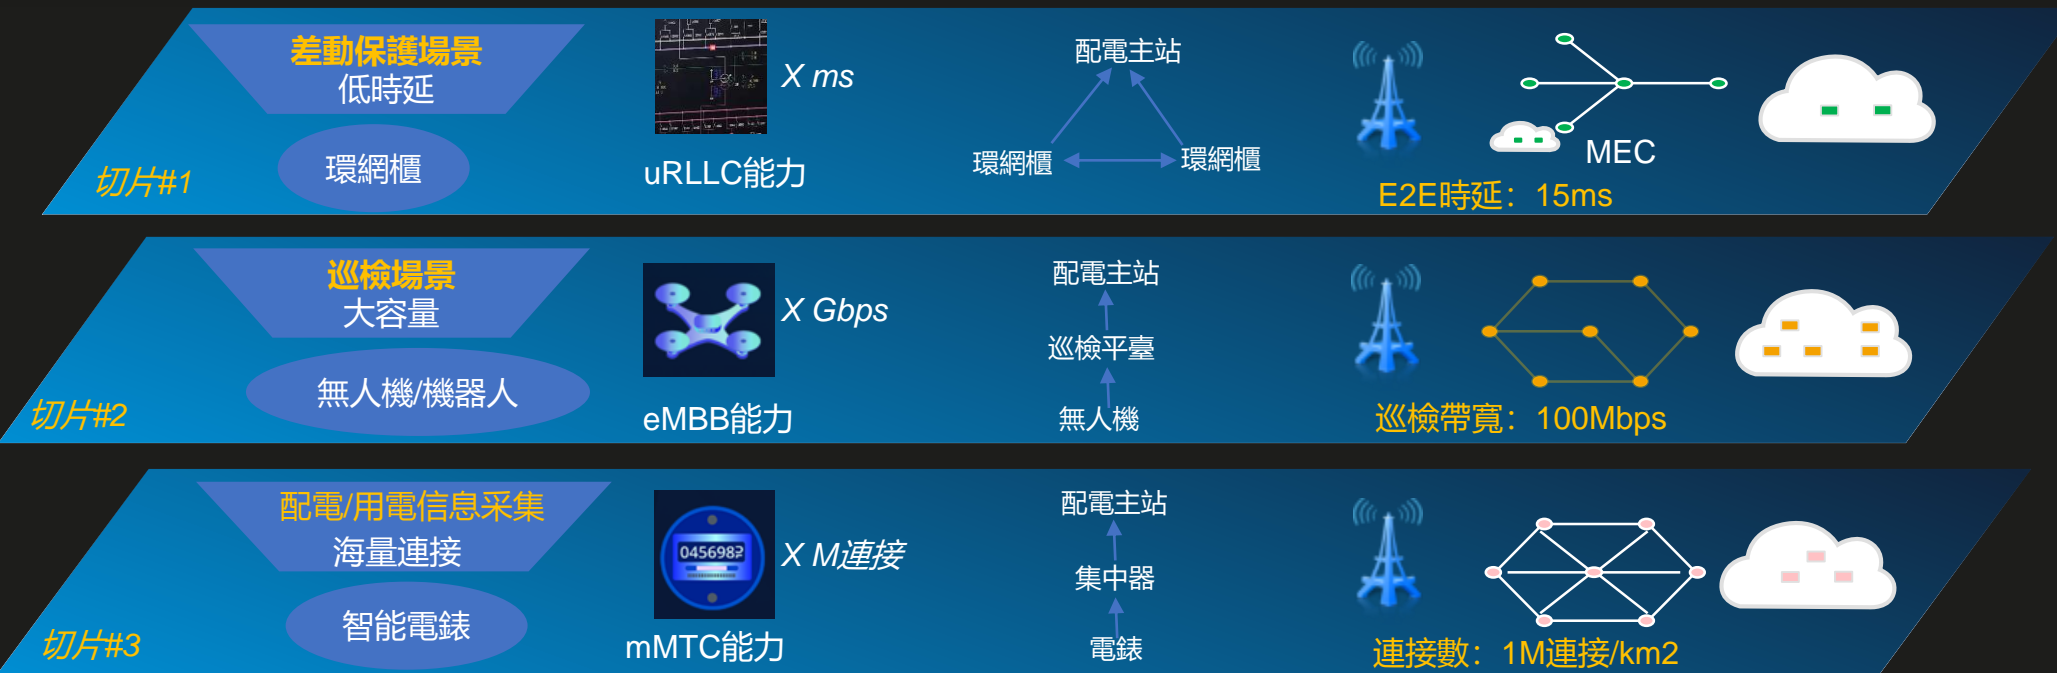 差動保護場景
低時延
環網櫃
切片#1
X ms
uRLLC能力
配電主站
環網櫃
環網櫃
MEC
E2E時延：15ms
巡檢場景
大容量
無人機/機器人
切片#2
X Gbps
eMBB能力
配電主站
巡檢平臺
無人機
巡檢帶寬：100Mbps
配電/用電信息采集
海量連接
智能電錶
切片#3
X M連接
mMTC能力
配電主站
集中器
電錶
連接數：1M連接/km2